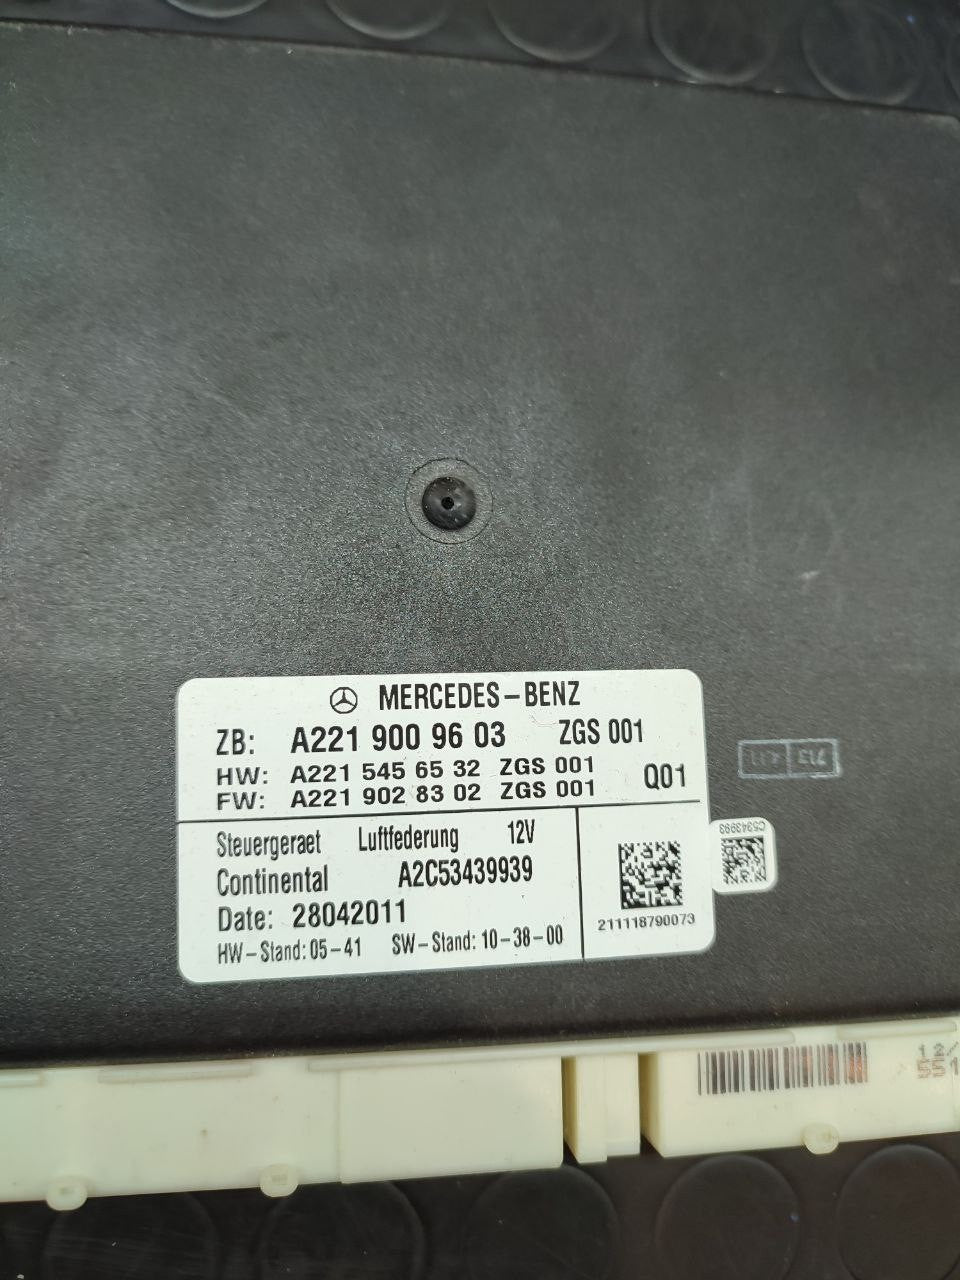 MERCEDES-BENZ
ZB: A221 900 96 03 ZGS 001
HW: A221 545 65 32 ZGS 001
FW: A221 902 83 02 ZGS 001 Q01
Steuergeraet Luftfederung 12V
Continental A2C53439939
Date: 28042011
HW-Stand: 05-41 SW-Stand: 10-38-00
211118790073
C5343993
12/